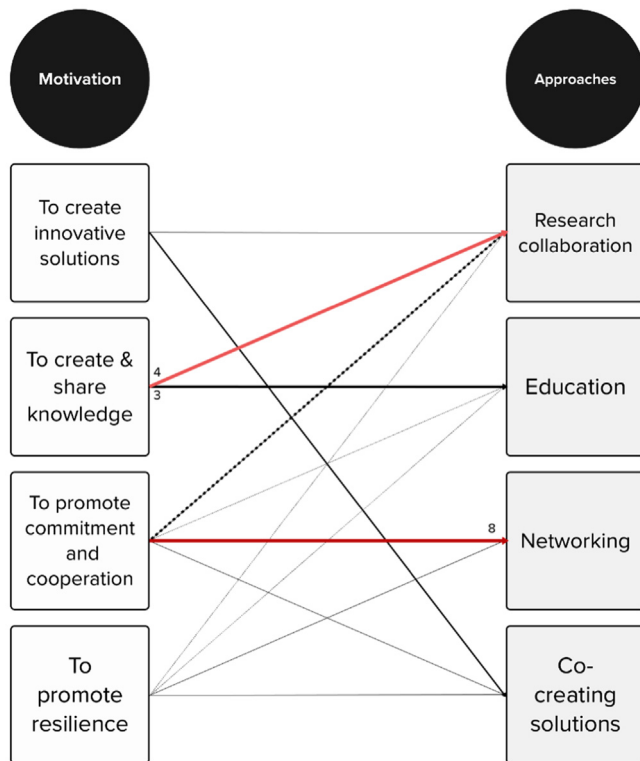 Motivation
Approaches
To create
innovative
solutions
Research
collaboration
To create &
share
knowledge
4
3
Education
To promote
commitment
and
cooperation
8
Networking
To
promote
resilience
Co-
creating
solutions